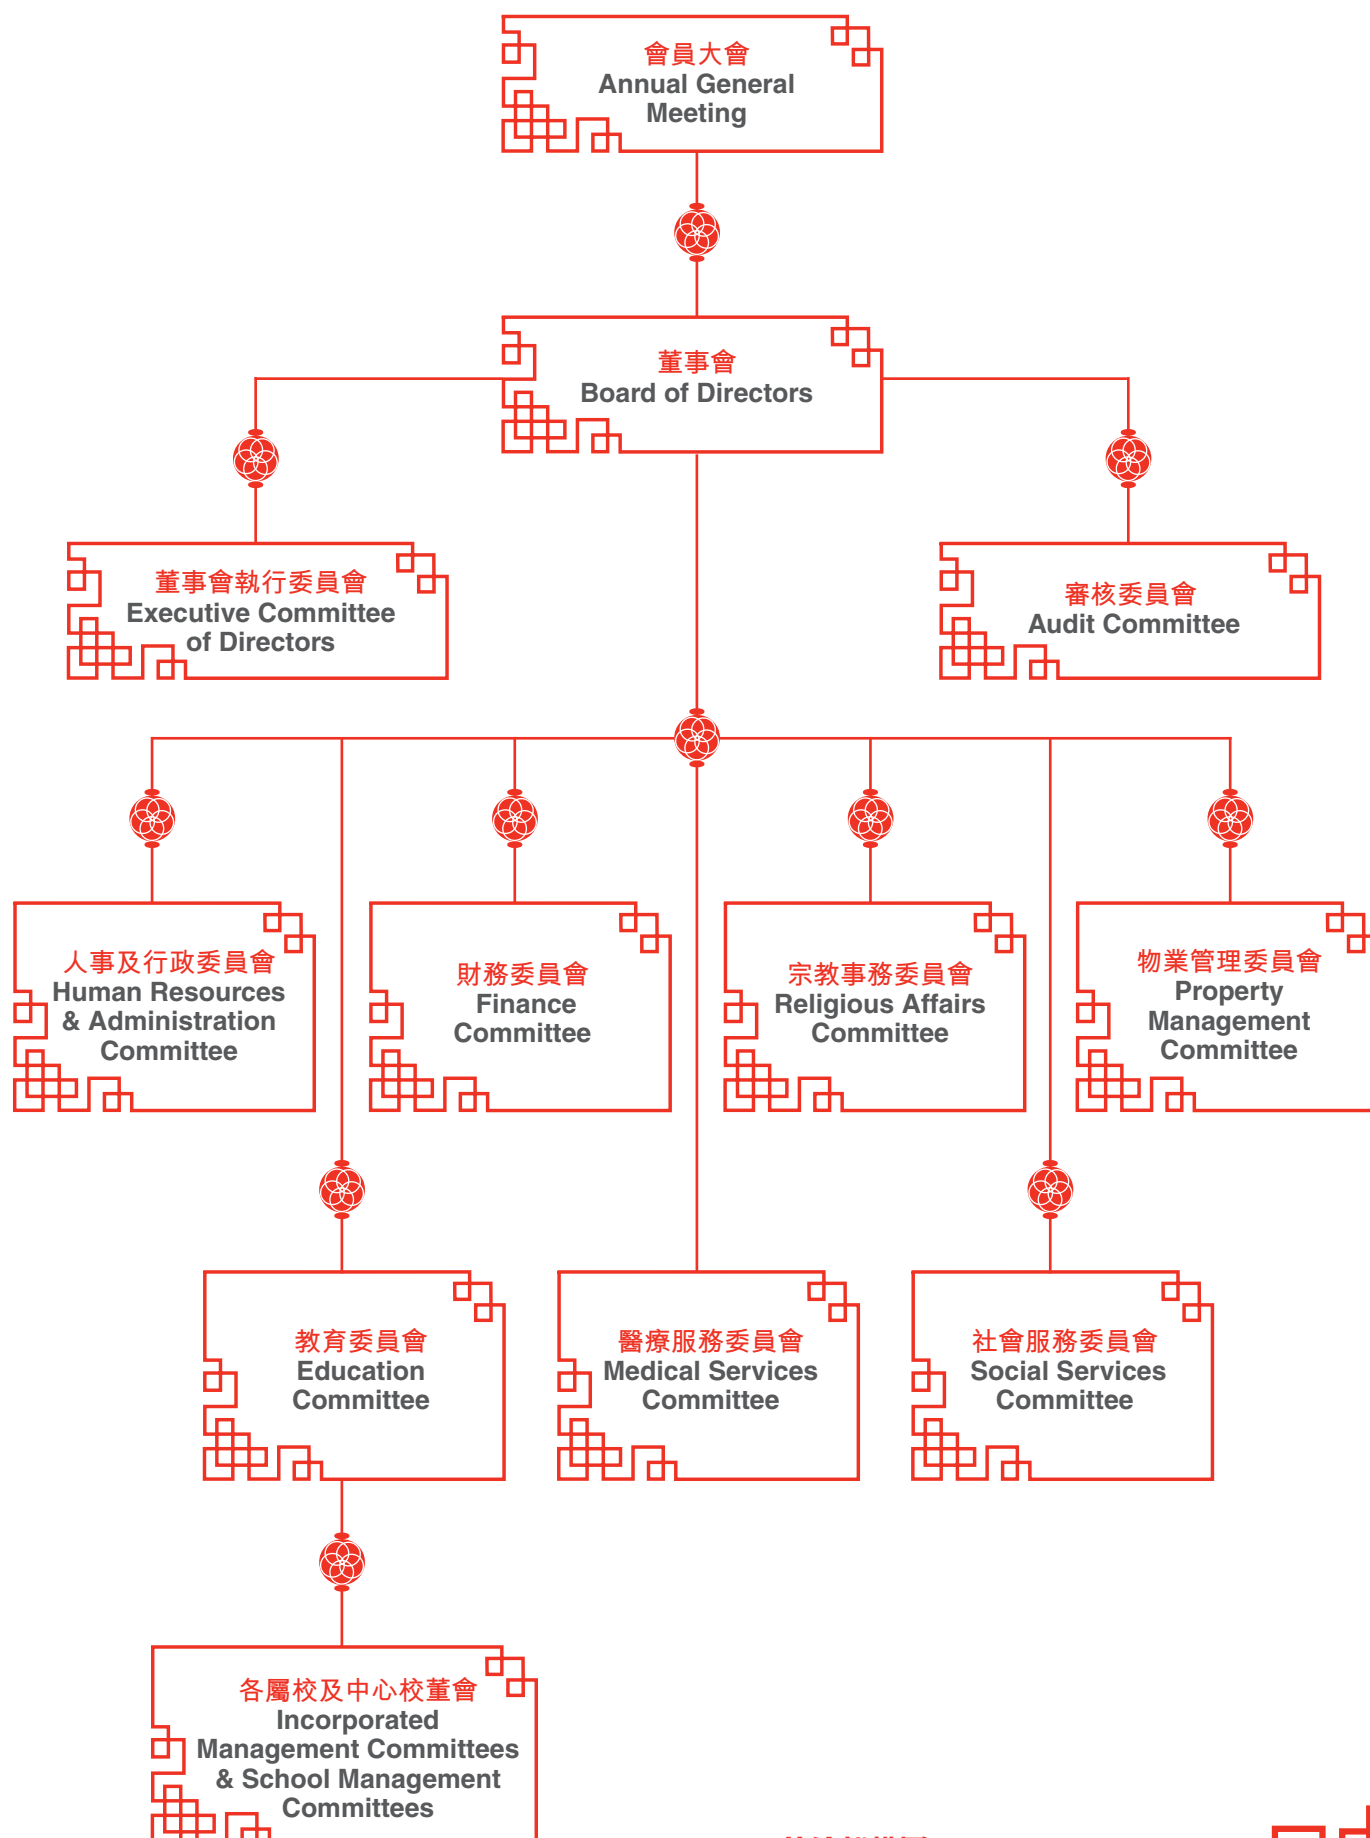 會員大會
Annual General
Meeting
董事會
Board of Directors
董事會執行委員會
Executive Committee
of Directors
審核委員會
Audit Committee
人事及行政委員會
Human Resources
& Administration
Committee
財務委員會
Finance
Committee
宗教事務委員會
Religious Affairs
Committee
物業管理委員會
Property
Management
Committee
教育委員會
Education
Committee
醫療服務委員會
Medical Services
Committee
社會服務委員會
Social Services
Committee
各屬校及中心校董會
Incorporated
Management Committees
& School Management
Committees